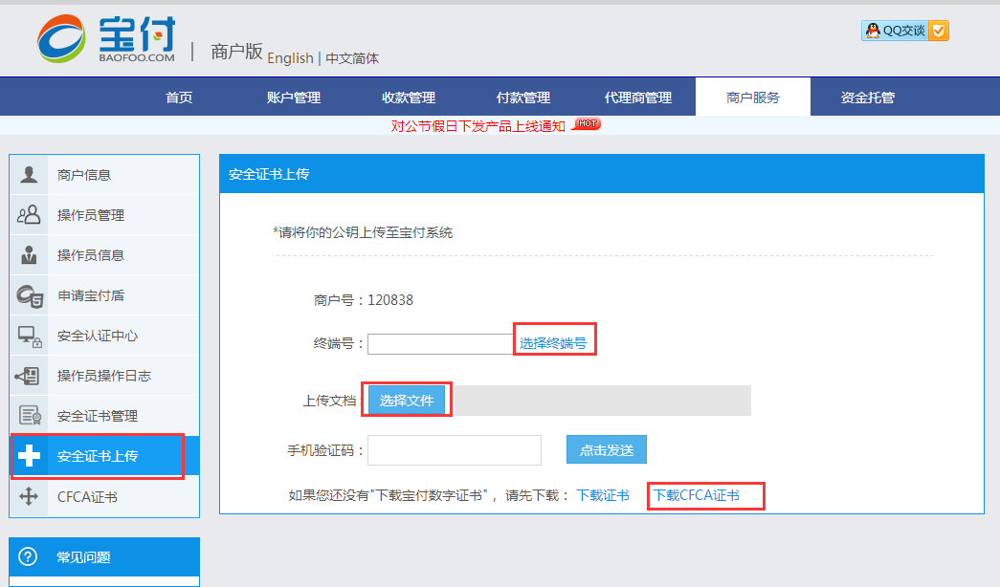 宝付
BAOFOO.COM
商户版 English | 中文简体
QQ交谈
首页 账户管理 收款管理 付款管理 代理商管理 商户服务 资金托管
对公节假日下发产品上线通知 HOT
商户信息
操作员管理
操作员信息
申请宝付盾
安全认证中心
操作员操作日志
安全证书管理
安全证书上传
CFCA证书
常见问题
安全证书上传
*请将你的公钥上传至宝付系统
商户号：120838
终端号： 选择终端号
上传文档 选择文件
手机验证码： 点击发送
如果您还没有"下载宝付数字证书"，请先下载： 下载证书 下载CFCA证书